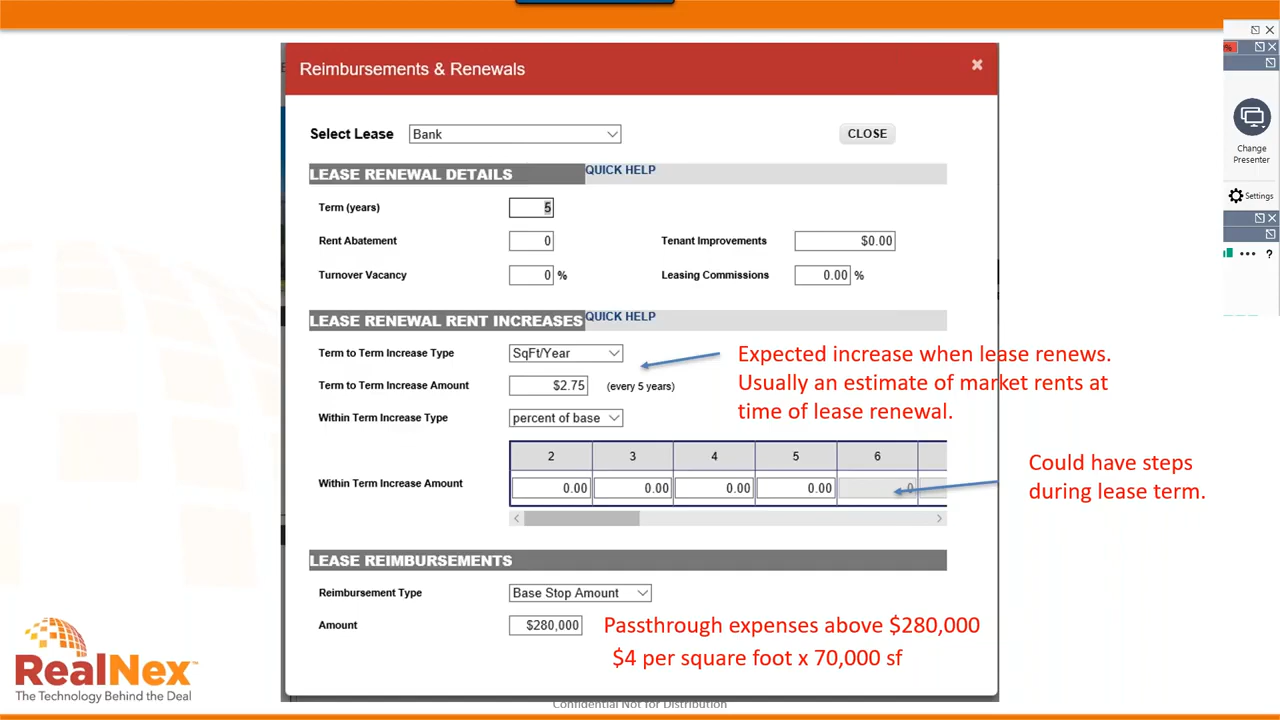 Reimbursements & Renewals
Select Lease Bank CLOSE
LEASE RENEWAL DETAILS QUICK HELP
Term (years) 5
Rent Abatement 0 Tenant Improvements $0.00
Turnover Vacancy 0 % Leasing Commissions 0.00 %
LEASE RENEWAL RENT INCREASES QUICK HELP
Term to Term Increase Type SqFt/Year
Term to Term Increase Amount $2.75 (every 5 years)
Within Term Increase Type percent of base
Expected increase when lease renews.
Usually an estimate of market rents at
time of lease renewal.
2 3 4 5 6
Within Term Increase Amount 0.00 0.00 0.00 0.00 0
Could have steps
during lease term.
LEASE REIMBURSEMENTS
Reimbursement Type Base Stop Amount
Amount $280,000
Passthrough expenses above $280,000
$4 per square foot x 70,000 sf
RealNex
The Technology Behind the Deal
Confidential Not for Distribution
Change
Presenter
Settings
?